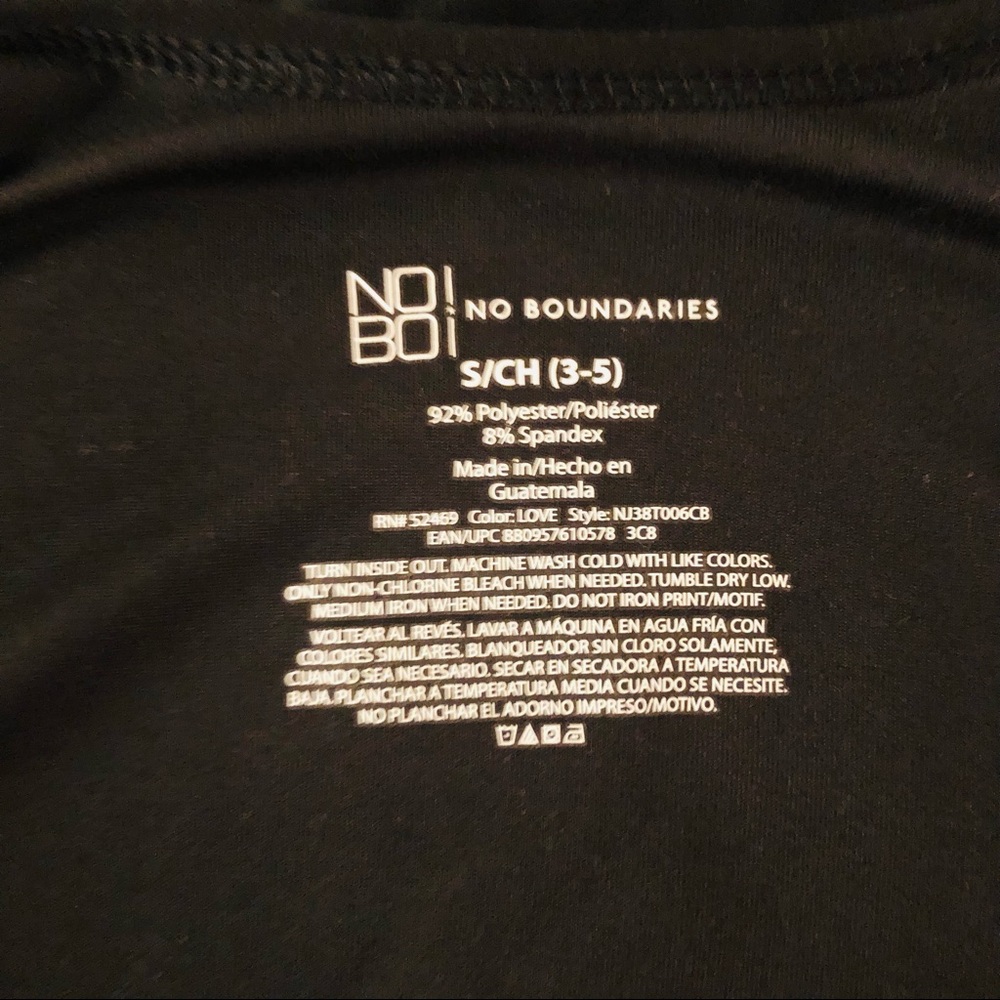 NO
BO
NO BOUNDARIES
S/CH (3-5)
92% Polyester/Poliéster
8% Spandex
Made in/Hecho en
Guatemala
RN# 52469 Color: LOVE Style: NJ38T006CB
EAN/UPC 880957610578 3C8
TURN INSIDE OUT. MACHINE WASH COLD WITH LIKE COLORS.
ONLY NON-CHLORINE BLEACH WHEN NEEDED. TUMBLE DRY LOW.
MEDIUM IRON WHEN NEEDED. DO NOT IRON PRINT/MOTIF.
VOLTEAR AL REVÉS. LAVAR A MÁQUINA EN AGUA FRÍA CON
COLORES SIMILARES. BLANQUEADOR SIN CLORO SOLAMENTE,
CUANDO SEA NECESARIO. SECAR EN SECADORA A TEMPERATURA
BAJA. PLANCHAR A TEMPERATURA MEDIA CUANDO SE NECESITE.
NO PLANCHAR EL ADORNO IMPRESO/MOTIVO.